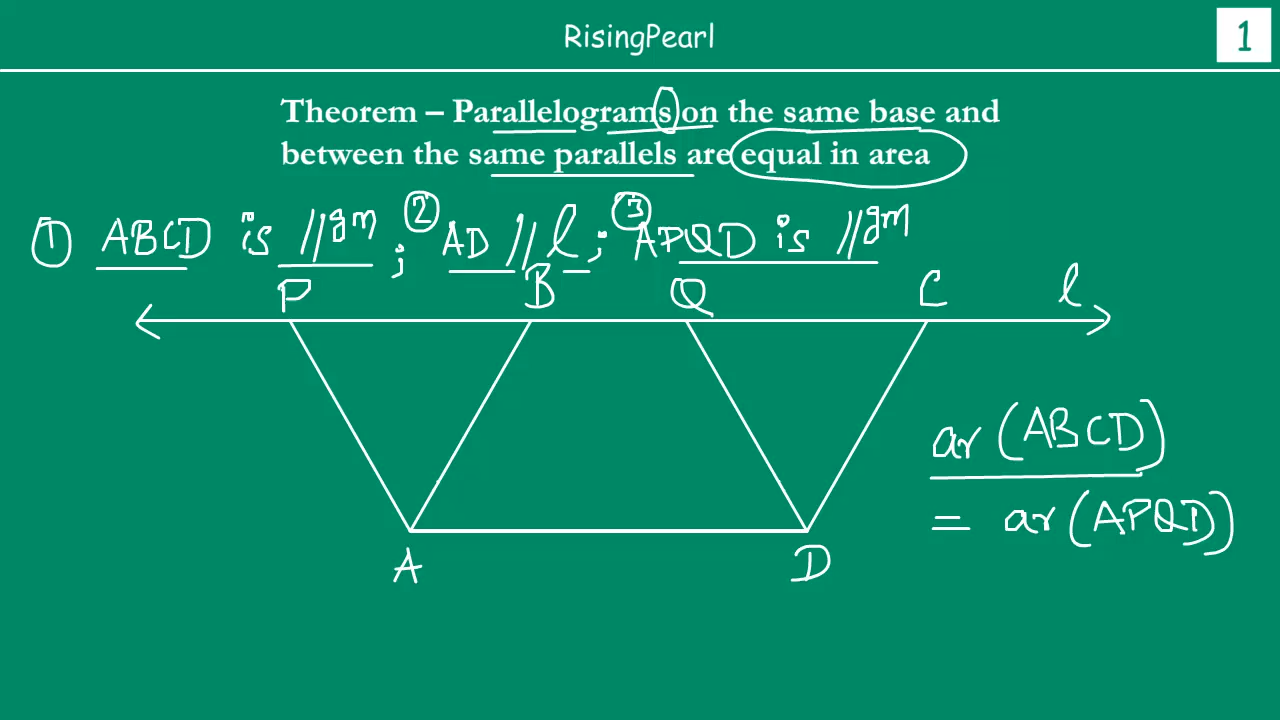 RisingPearl
1
Theorem – Parallelograms on the same base and
between the same parallels are equal in area
① ABCD is //gm ; ② AD // l ; ③ APQD is //gm
P B Q C l
ar (ABCD)
= ar (APQD)
A D